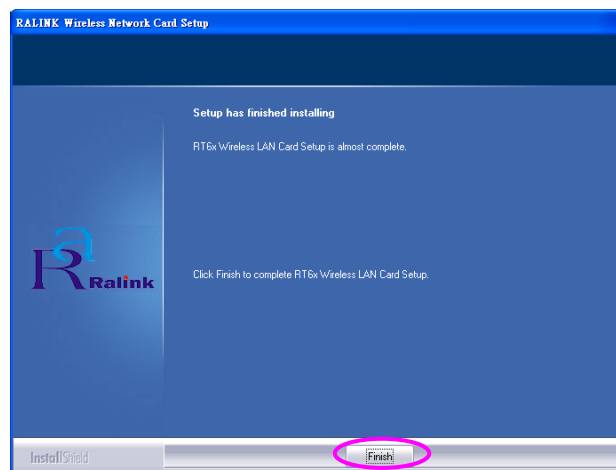 RALINK Wireless Network Card Setup
Setup has finished installing
RT6x Wireless LAN Card Setup is almost complete.
Ralink
Click Finish to complete RT6x Wireless LAN Card Setup.
InstallShield
Finish